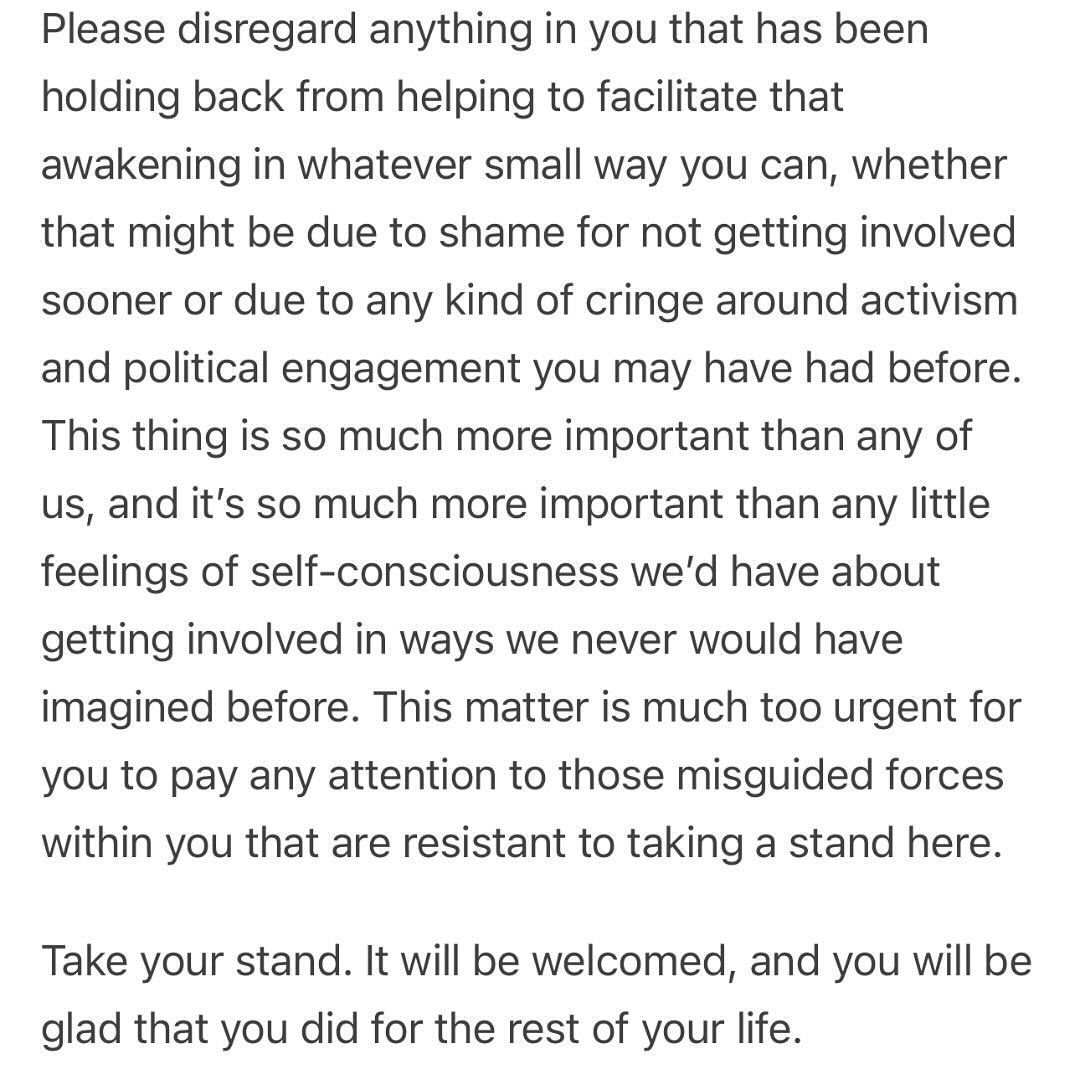 Please disregard anything in you that has been
holding back from helping to facilitate that
awakening in whatever small way you can, whether
that might be due to shame for not getting involved
sooner or due to any kind of cringe around activism
and political engagement you may have had before.
This thing is so much more important than any of
us, and it’s so much more important than any little
feelings of self-consciousness we’d have about
getting involved in ways we never would have
imagined before. This matter is much too urgent for
you to pay any attention to those misguided forces
within you that are resistant to taking a stand here.
Take your stand. It will be welcomed, and you will be
glad that you did for the rest of your life.